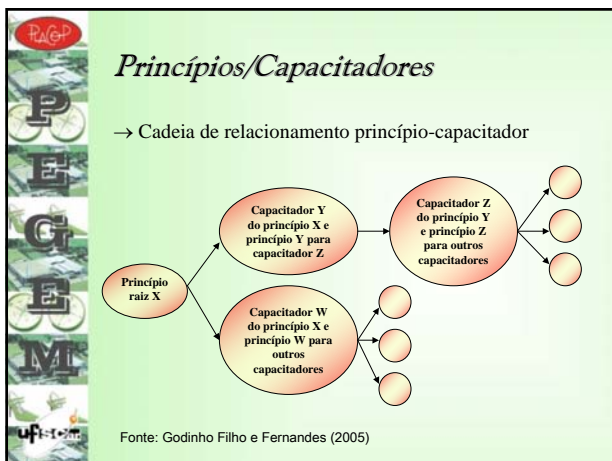 PLACOP
Princípios/Capacitadores
→ Cadeia de relacionamento princípio-capacitador
P
E
G
E
M
Princípio
raiz X
Capacitador Y
do princípio X e
princípio Y para
capacitador Z
Capacitador Z
do princípio Y
e princípio Z
para outros
capacitadores
Capacitador W
do princípio X e
princípio W para
outros
capacitadores
Fonte: Godinho Filho e Fernandes (2005)